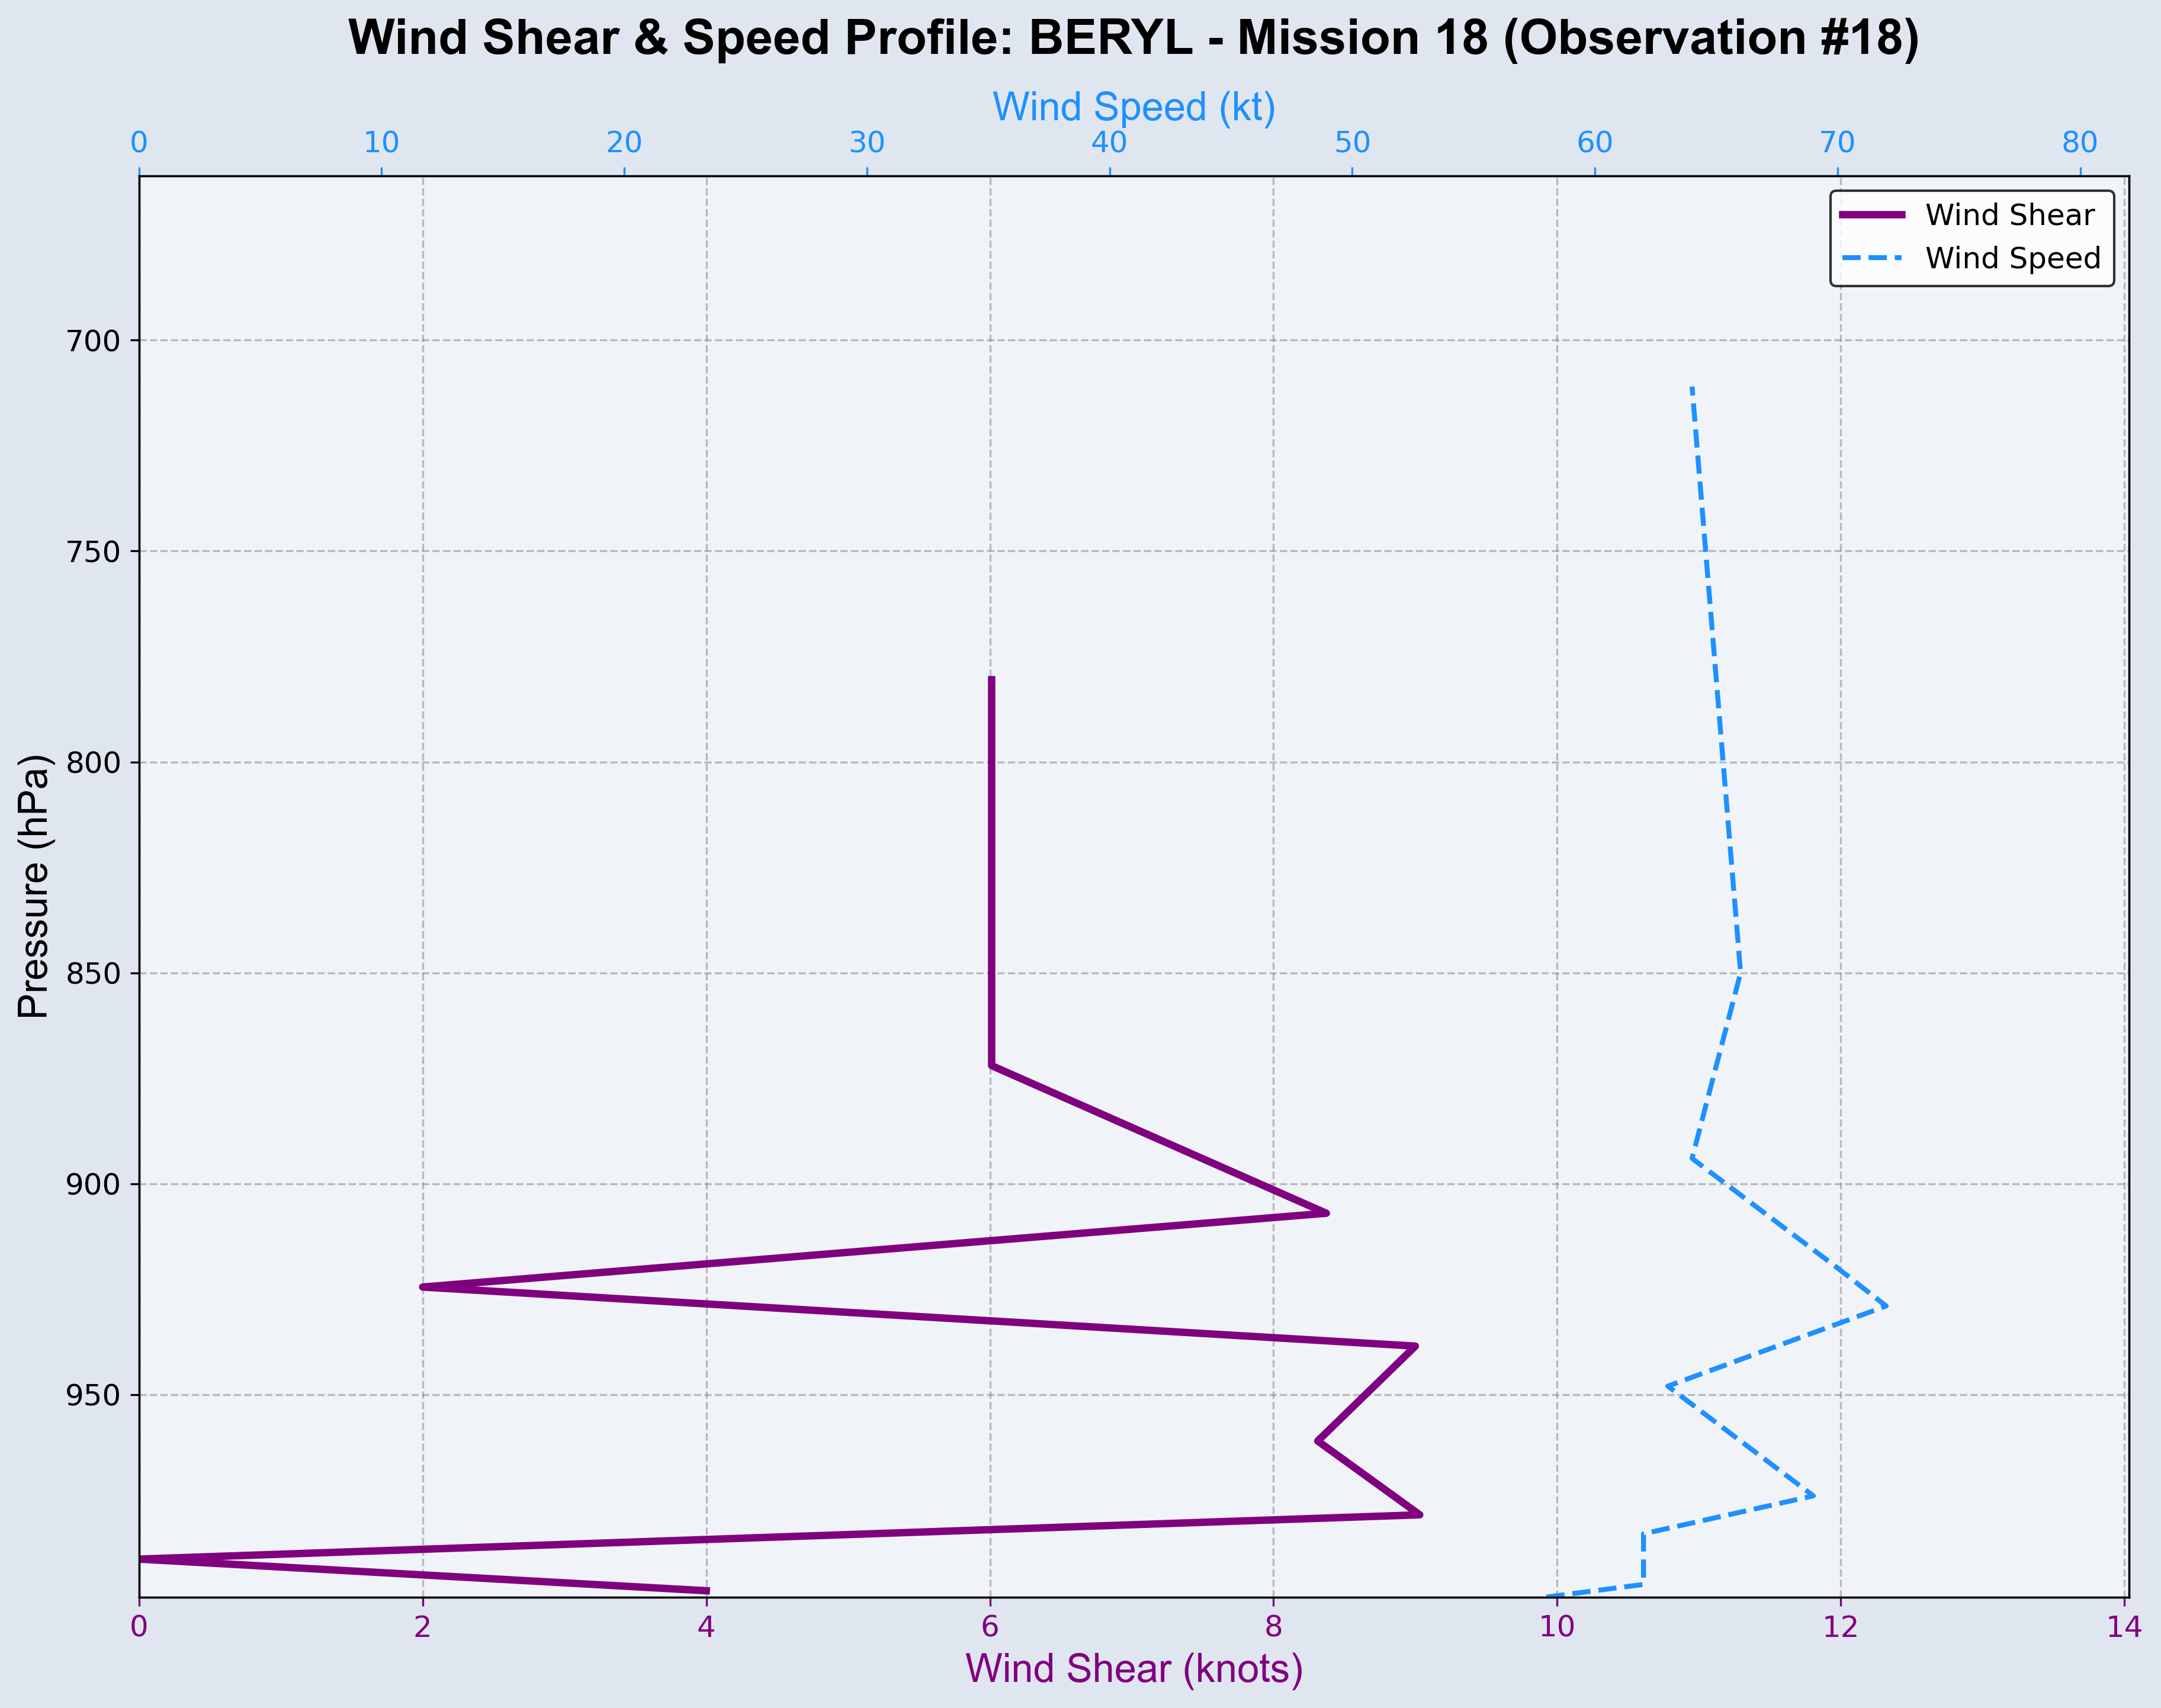 Wind Shear & Speed Profile: BERYL - Mission 18 (Observation #18)
Wind Speed (kt)
0 10 20 30 40 50 60 70 80
Wind Shear
Wind Speed
700
750
800
850
900
950
Pressure (hPa)
0 2 4 6 8 10 12 14
Wind Shear (knots)